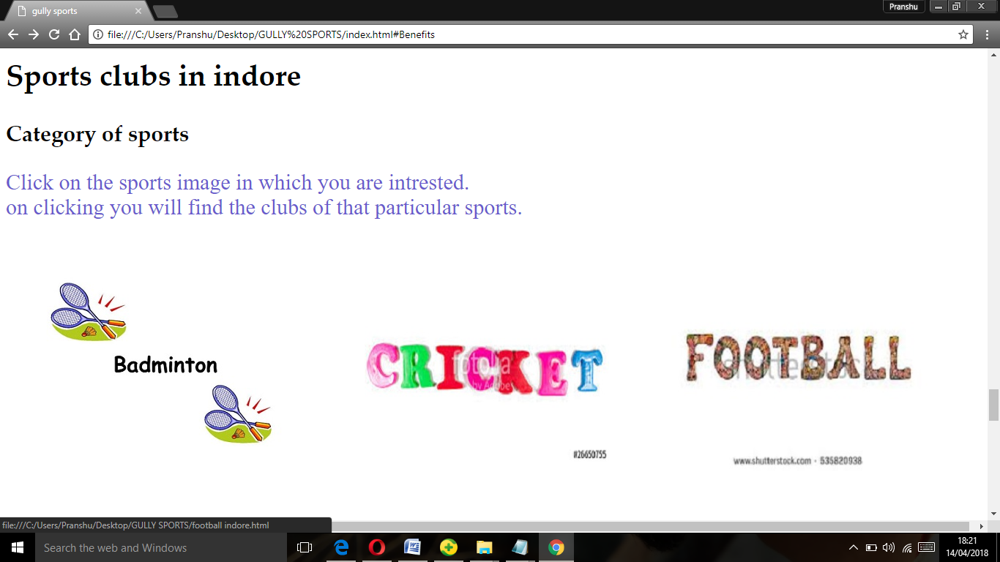 gully sports
Pranshu
file:///C:/Users/Pranshu/Desktop/GULLY%20SPORTS/index.html#Benefits
Sports clubs in indore
Category of sports
Click on the sports image in which you are intrested.
on clicking you will find the clubs of that particular sports.
Badminton
CRICKET
fotolia
by Adobe
#26650755
FOOTBALL
shutterstock
www.shutterstock.com · 535820938
file:///C:/Users/Pranshu/Desktop/GULLY SPORTS/football indore.html
Search the web and Windows
18:21
14/04/2018